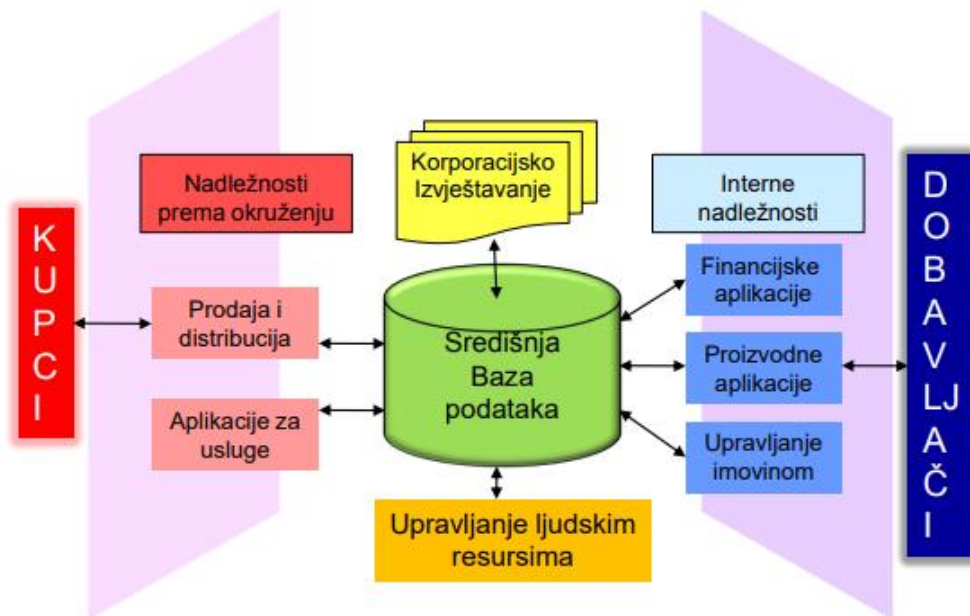 Korporacijsko
Izvještavanje
Nadležnosti
prema okruženju
Interne
nadležnosti
K
U
P
C
I
D
O
B
A
V
LJ
A
Č
I
Prodaja i
distribucija
Aplikacije za
usluge
Središnja
Baza
podataka
Financijske
aplikacije
Proizvodne
aplikacije
Upravljanje
imovinom
Upravljanje ljudskim
resursima